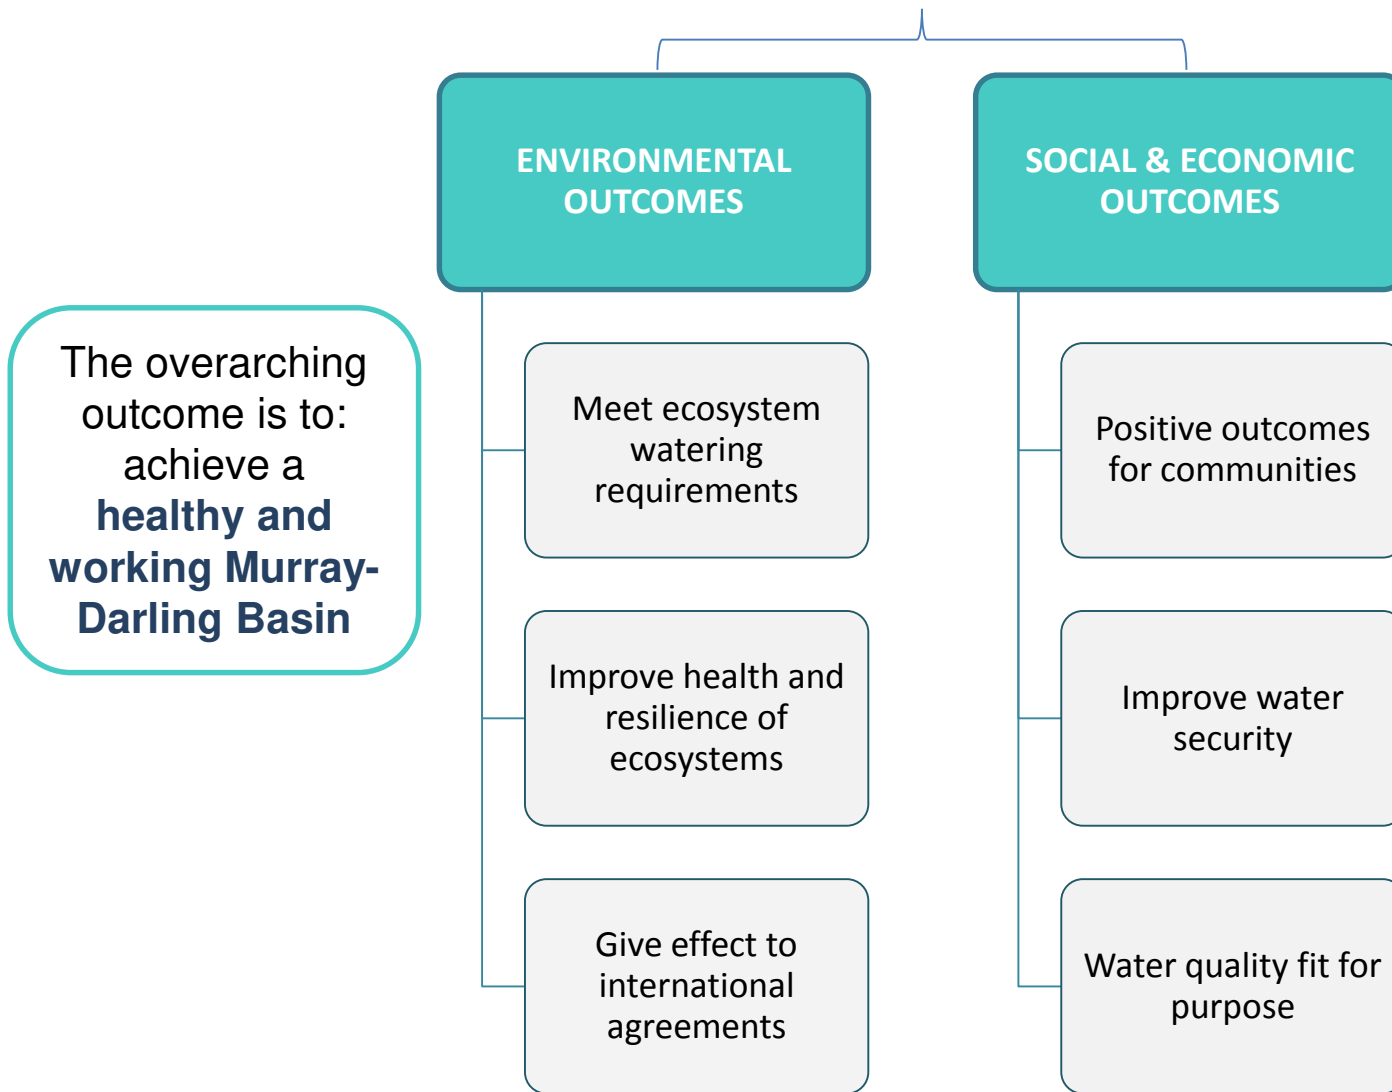 The overarching
outcome is to:
achieve a
healthy and
working Murray-
Darling Basin
ENVIRONMENTAL
OUTCOMES
Meet ecosystem
watering
requirements
Improve health and
resilience of
ecosystems
Give effect to
international
agreements
SOCIAL & ECONOMIC
OUTCOMES
Positive outcomes
for communities
Improve water
security
Water quality fit for
purpose